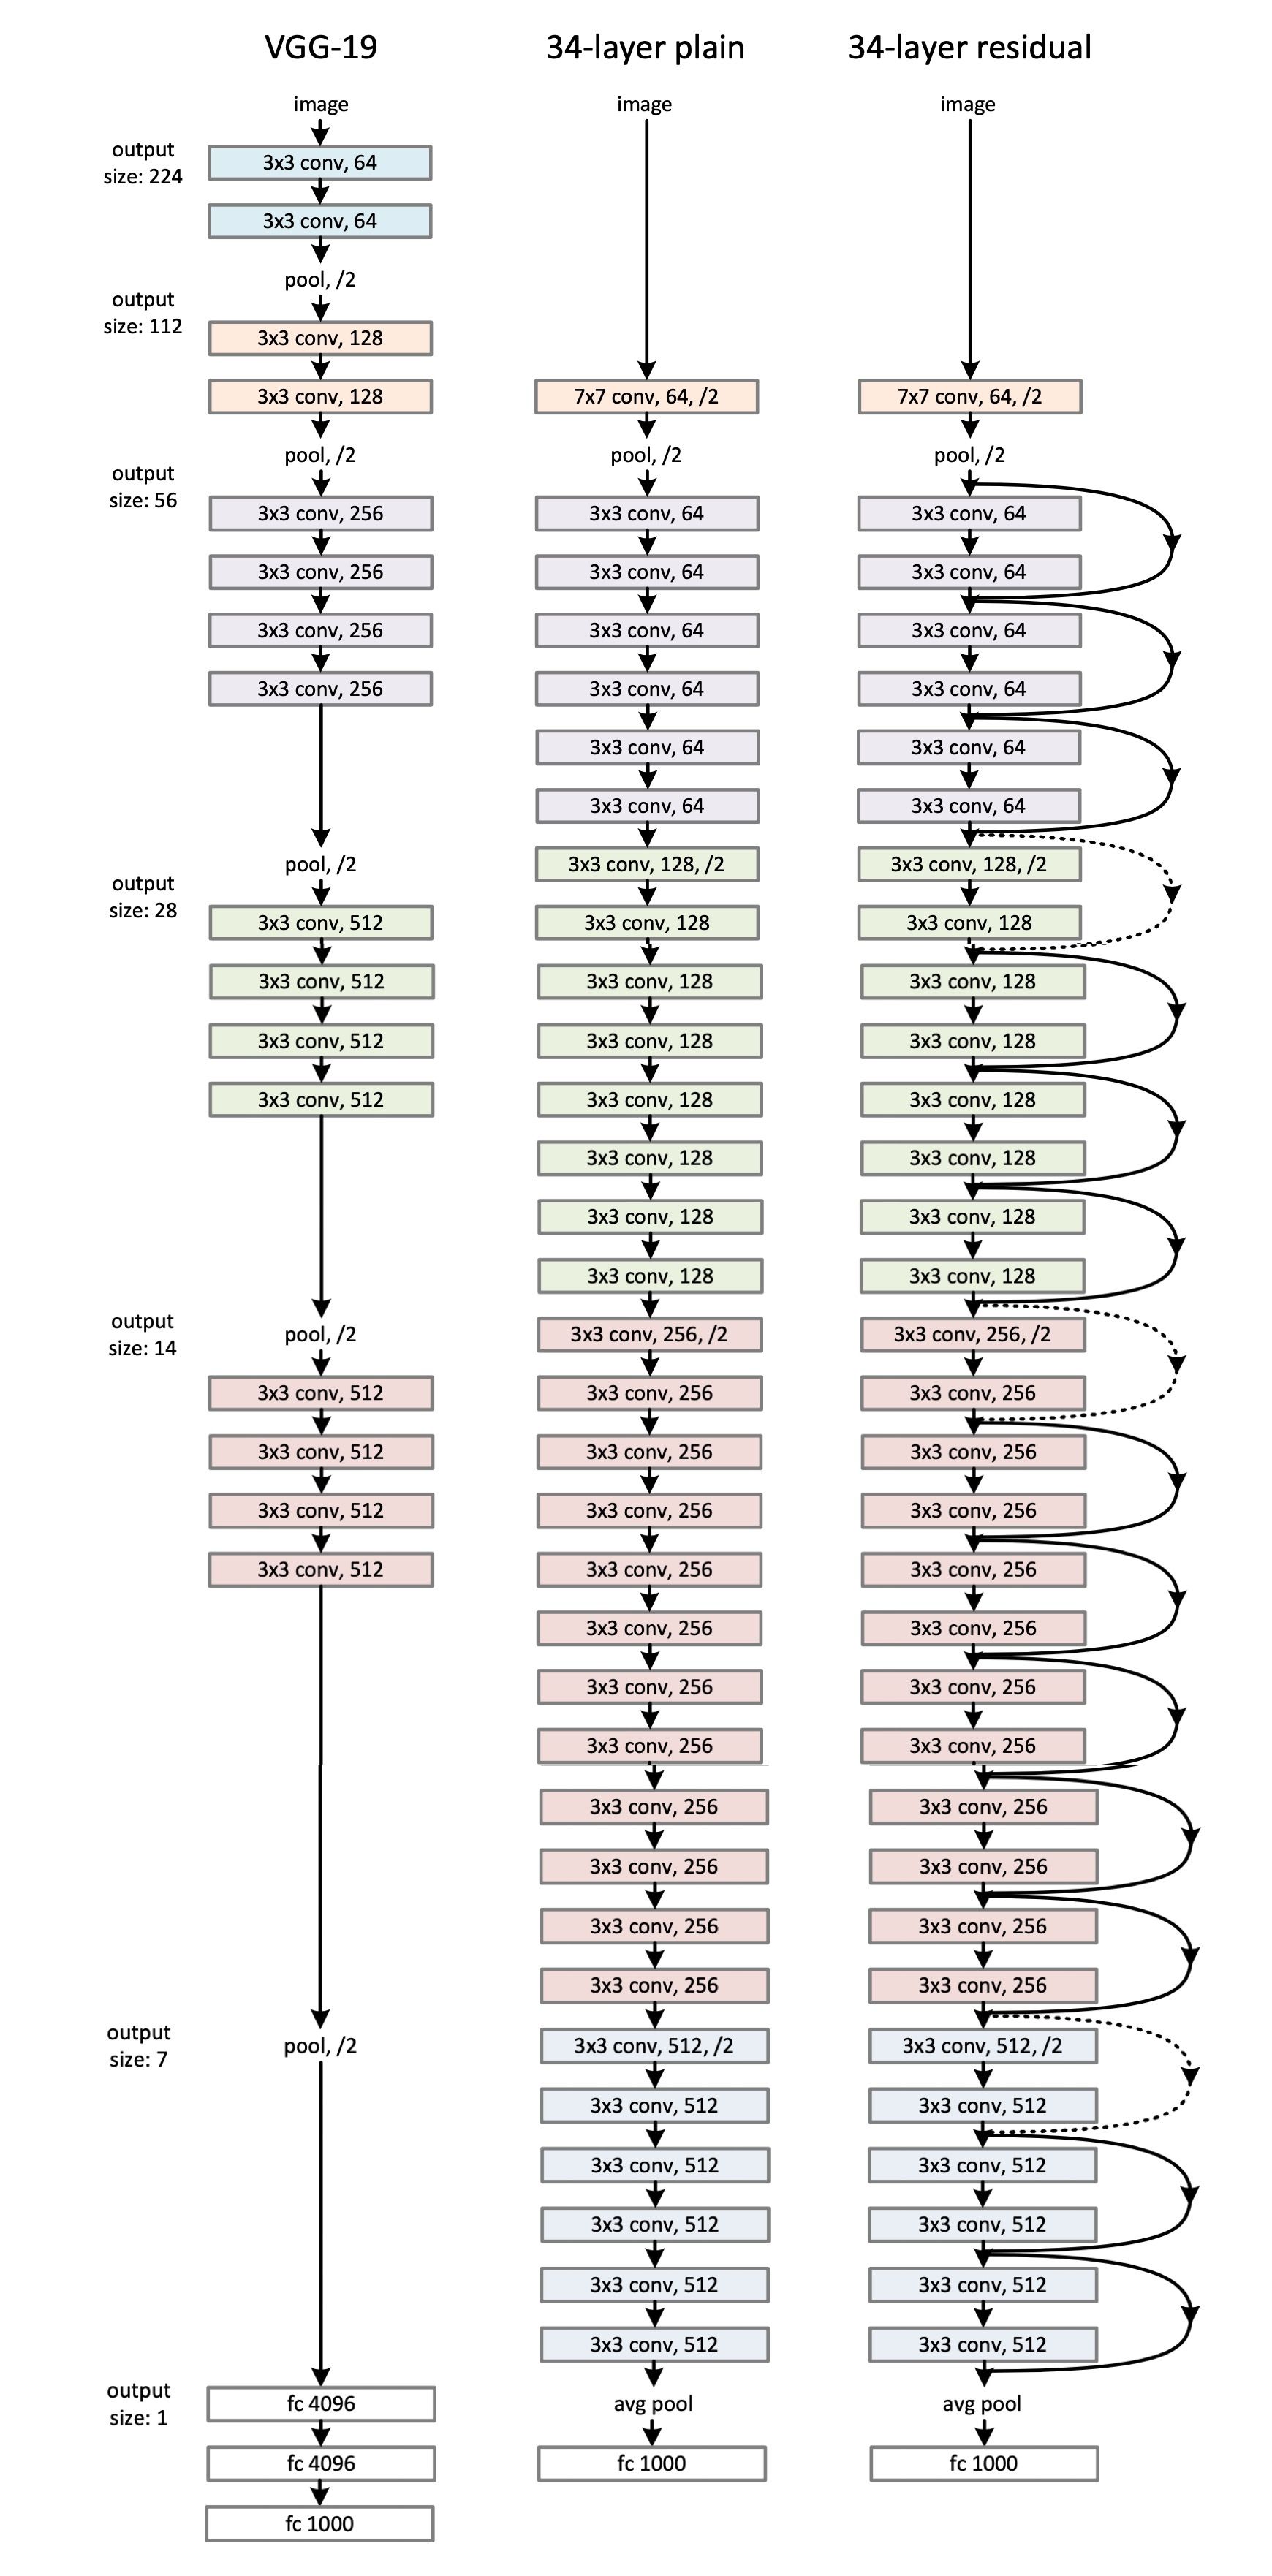 VGG-19
image
output
size: 224
3x3 conv, 64
3x3 conv, 64
pool, /2
output
size: 112
3x3 conv, 128
3x3 conv, 128
pool, /2
output
size: 56
3x3 conv, 256
3x3 conv, 256
3x3 conv, 256
3x3 conv, 256
pool, /2
output
size: 28
3x3 conv, 512
3x3 conv, 512
3x3 conv, 512
3x3 conv, 512
output
size: 14
pool, /2
3x3 conv, 512
3x3 conv, 512
3x3 conv, 512
3x3 conv, 512
output
size: 7
pool, /2
output
size: 1
fc 4096
fc 4096
fc 1000
34-layer plain
image
7x7 conv, 64, /2
pool, /2
3x3 conv, 64
3x3 conv, 64
3x3 conv, 64
3x3 conv, 64
3x3 conv, 64
3x3 conv, 64
3x3 conv, 128, /2
3x3 conv, 128
3x3 conv, 128
3x3 conv, 128
3x3 conv, 128
3x3 conv, 128
3x3 conv, 128
3x3 conv, 128
3x3 conv, 256, /2
3x3 conv, 256
3x3 conv, 256
3x3 conv, 256
3x3 conv, 256
3x3 conv, 256
3x3 conv, 256
3x3 conv, 256
3x3 conv, 256
3x3 conv, 256
3x3 conv, 256
3x3 conv, 256
3x3 conv, 512, /2
3x3 conv, 512
3x3 conv, 512
3x3 conv, 512
3x3 conv, 512
3x3 conv, 512
avg pool
fc 1000
34-layer residual
image
7x7 conv, 64, /2
pool, /2
3x3 conv, 64
3x3 conv, 64
3x3 conv, 64
3x3 conv, 64
3x3 conv, 64
3x3 conv, 64
3x3 conv, 128, /2
3x3 conv, 128
3x3 conv, 128
3x3 conv, 128
3x3 conv, 128
3x3 conv, 128
3x3 conv, 128
3x3 conv, 128
3x3 conv, 256, /2
3x3 conv, 256
3x3 conv, 256
3x3 conv, 256
3x3 conv, 256
3x3 conv, 256
3x3 conv, 256
3x3 conv, 256
3x3 conv, 256
3x3 conv, 256
3x3 conv, 256
3x3 conv, 256
3x3 conv, 512, /2
3x3 conv, 512
3x3 conv, 512
3x3 conv, 512
3x3 conv, 512
3x3 conv, 512
avg pool
fc 1000